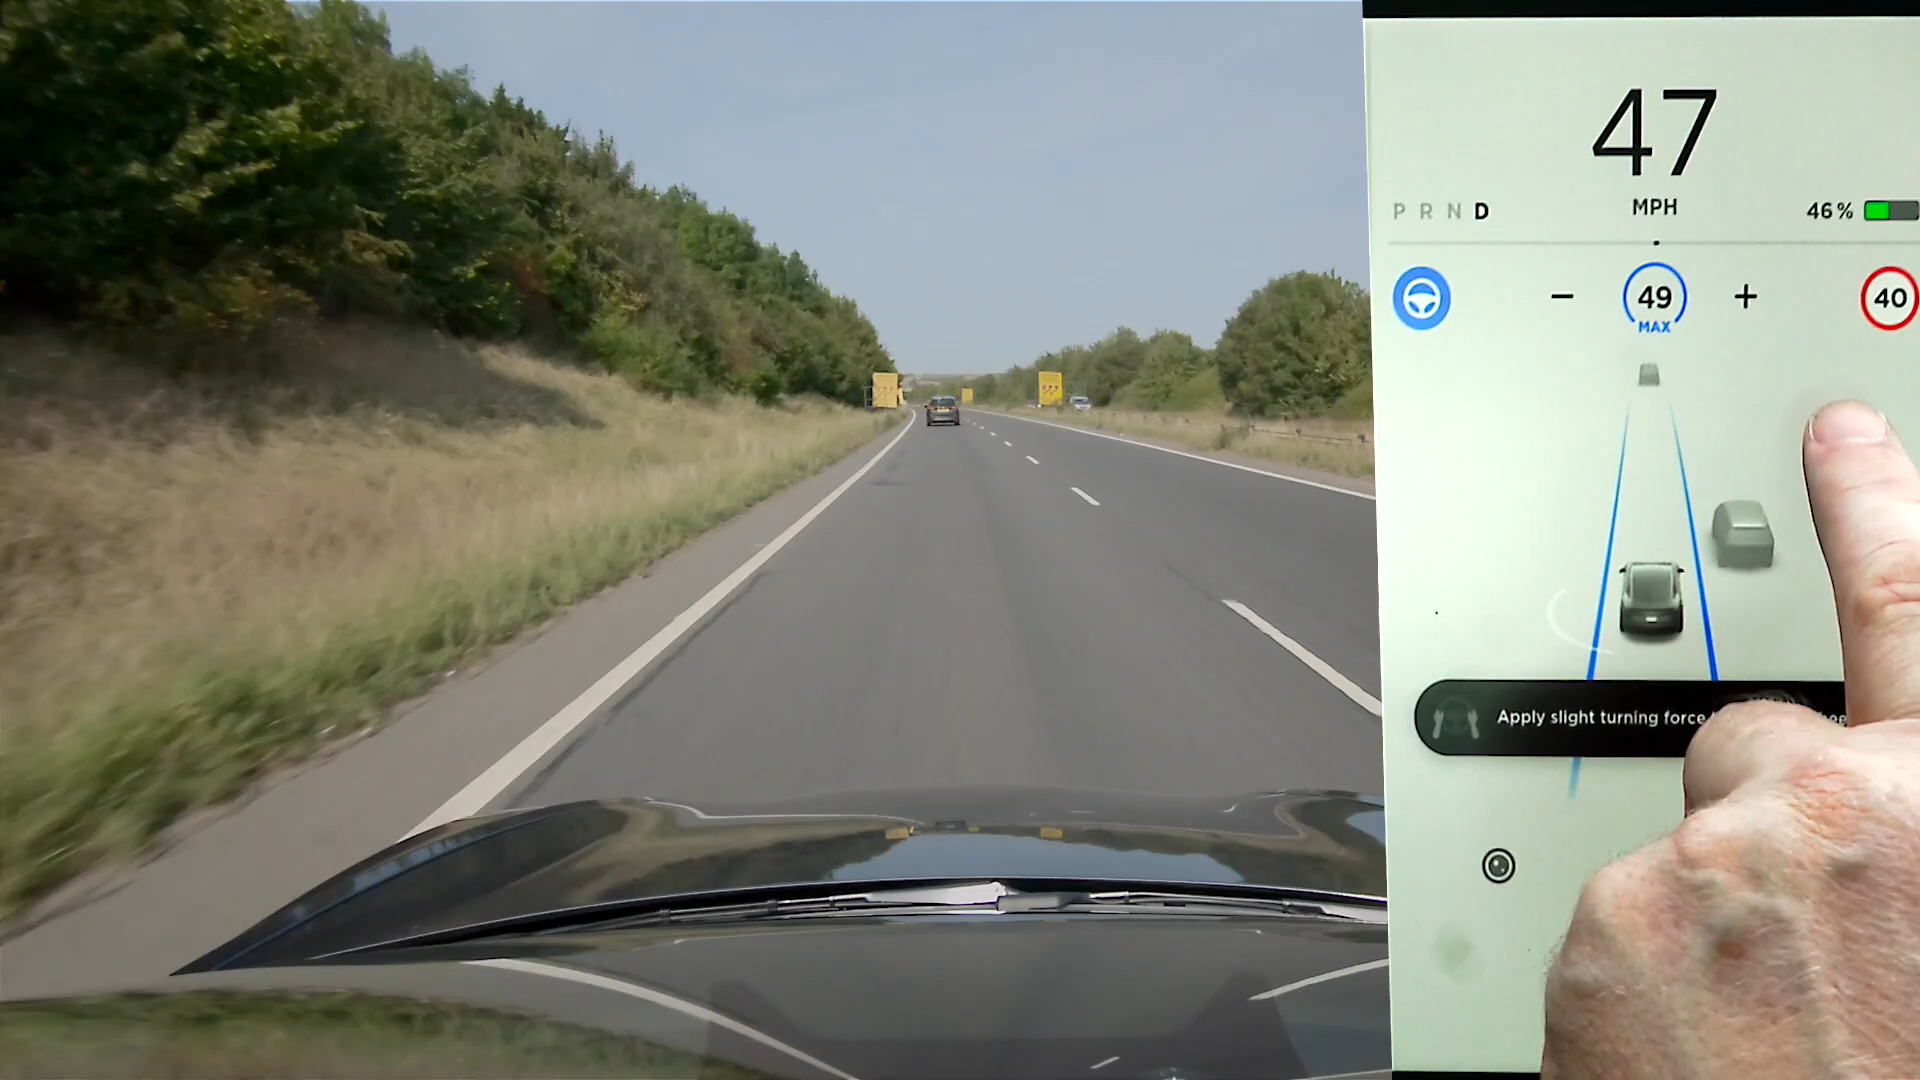 47
MPH
P R N D
46%
− 49 +
MAX
40
Apply slight turning force